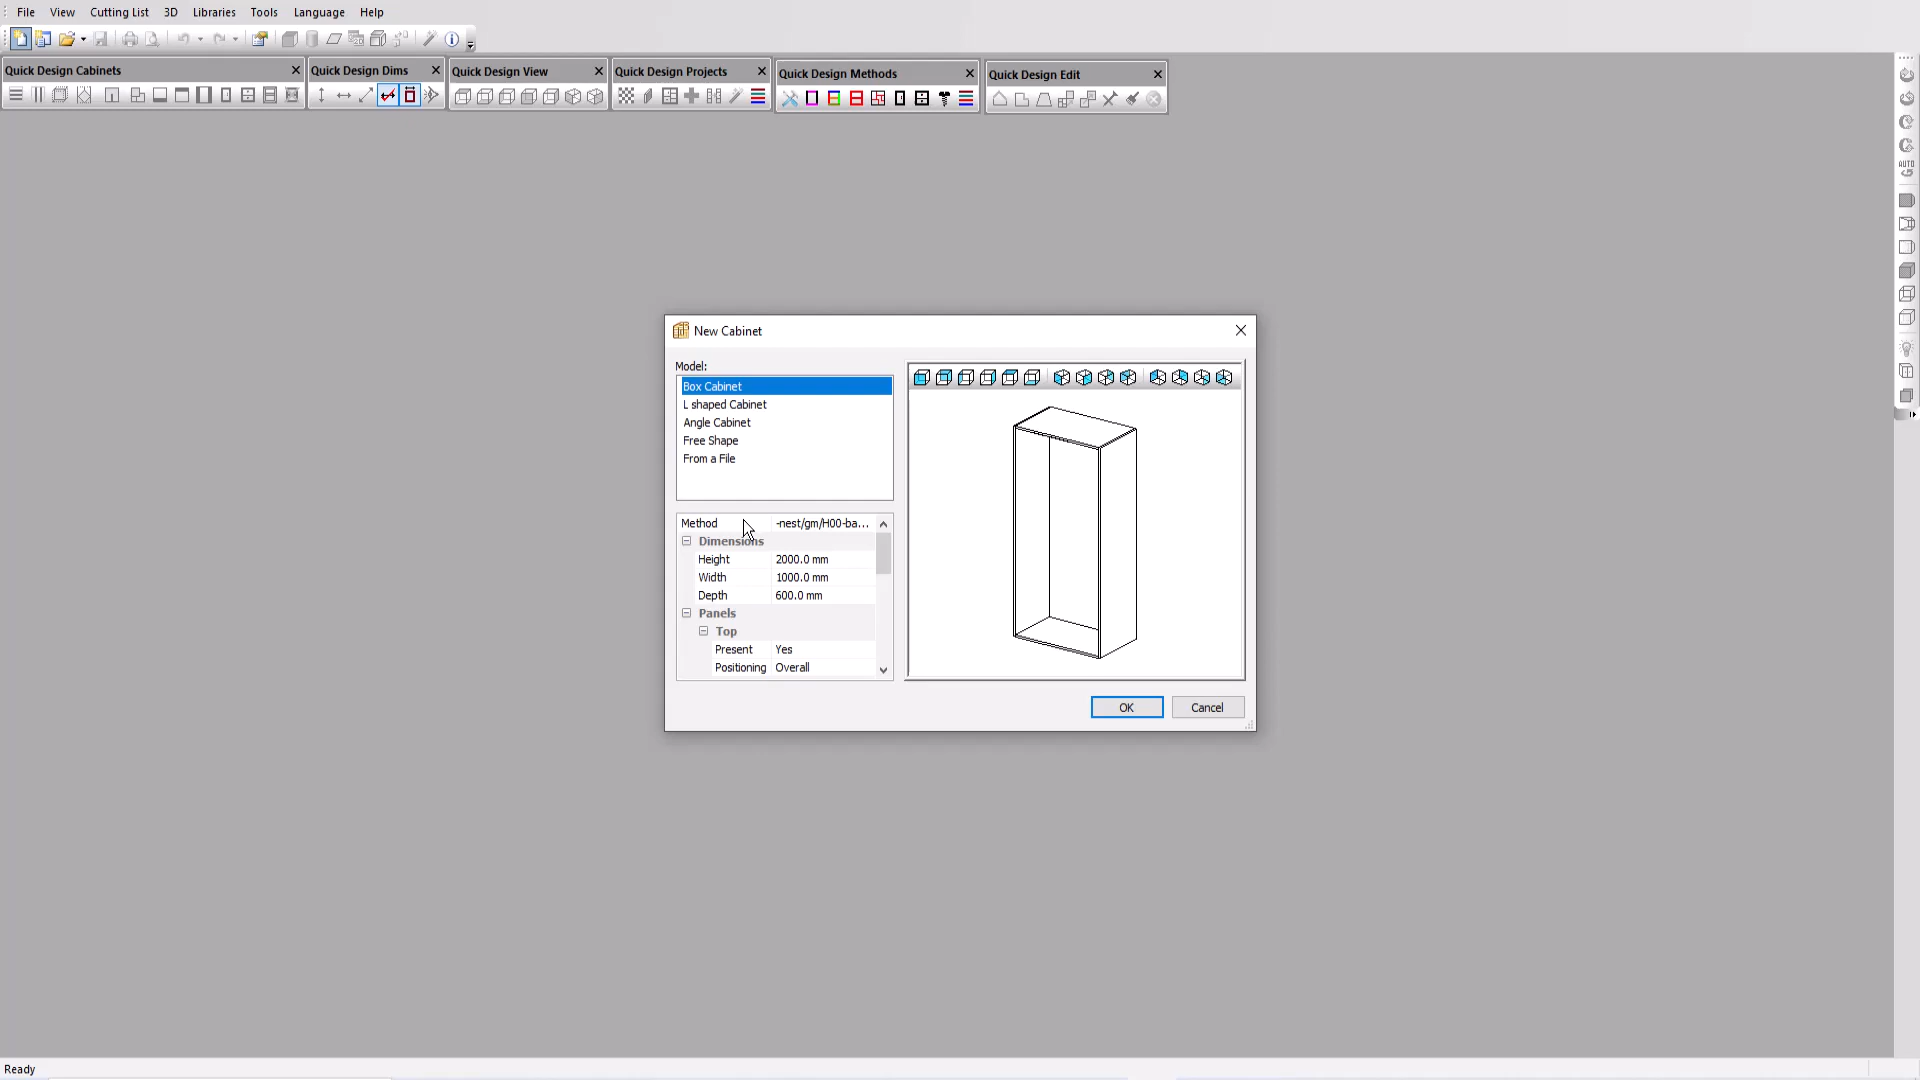 File View Cutting List 3D Libraries Tools Language Help
Quick Design Cabinets Quick Design Dims Quick Design View Quick Design Projects Quick Design Methods Quick Design Edit
AUTO
New Cabinet
Model:
Box Cabinet
L shaped Cabinet
Angle Cabinet
Free Shape
From a File
Method -nest/gm/H00-ba...
Dimensions
Height 2000.0 mm
Width 1000.0 mm
Depth 600.0 mm
Panels
Top
Present Yes
Positioning Overall
OK Cancel
Ready